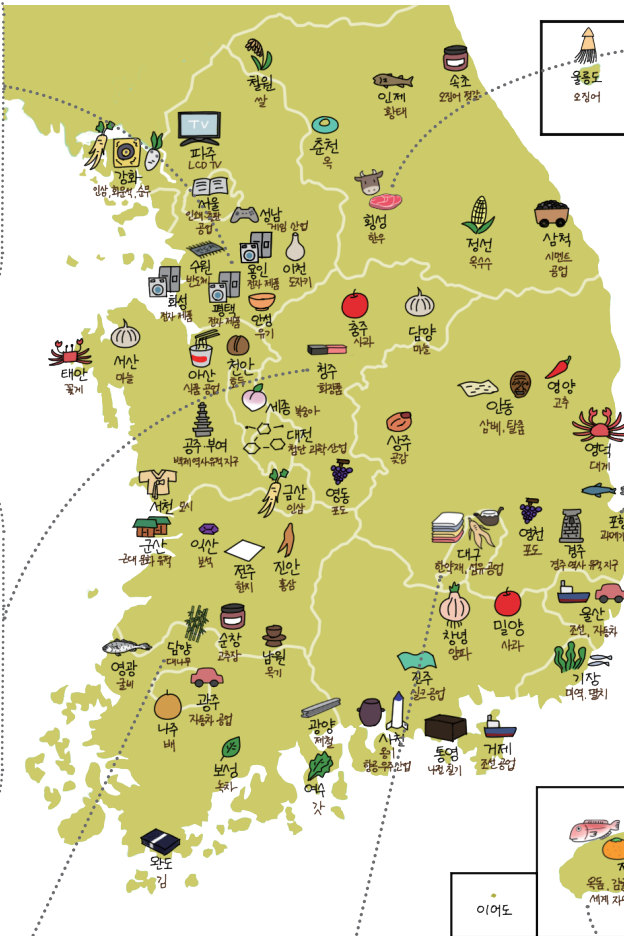 철원
쌀
인제
황태
속초
오징어 젓갈
울릉도
오징어
TV
파주
LCD TV
춘천
옥
강화
인삼, 화문석, 순무
서울
인쇄·출판
공업
성남
게임 산업
횡성
한우
정선
옥수수
삼척
시멘트
공업
수원
반도체
용인
전자 제품
이천
도자기
화성
전자 제품
평택
전자 제품
안성
유기
충주
사과
담양
마늘
태안
꽃게
서산
마늘
아산
식품 공업
천안
호두
청주
화장품
안동
삼베, 탈춤
영양
고추
세종 복숭아
공주·부여
백제 역사 유적 지구
대전
첨단 과학 산업
상주
곶감
영덕
대게
서천 모시
금산
인삼
영동
포도
군산
근대 문화 유적
익산
보석
전주
한지
진안
홍삼
대구
한약재, 섬유 공업
영천
포도
경주
경주 역사 유적 지구
창녕
양파
밀양
사과
울산
조선, 자동차
영광
굴비
담양
대나무
순창
고추장
남원
목기
진주
실크 공업
기장
미역, 멸치
나주
배
광주
자동차 공업
광양
제철
사천
옹기,
항공 우주 산업
통영
나전 칠기
거제
조선 공업
보성
녹차
여수
갓
완도
김
이어도
옥돔,
세계